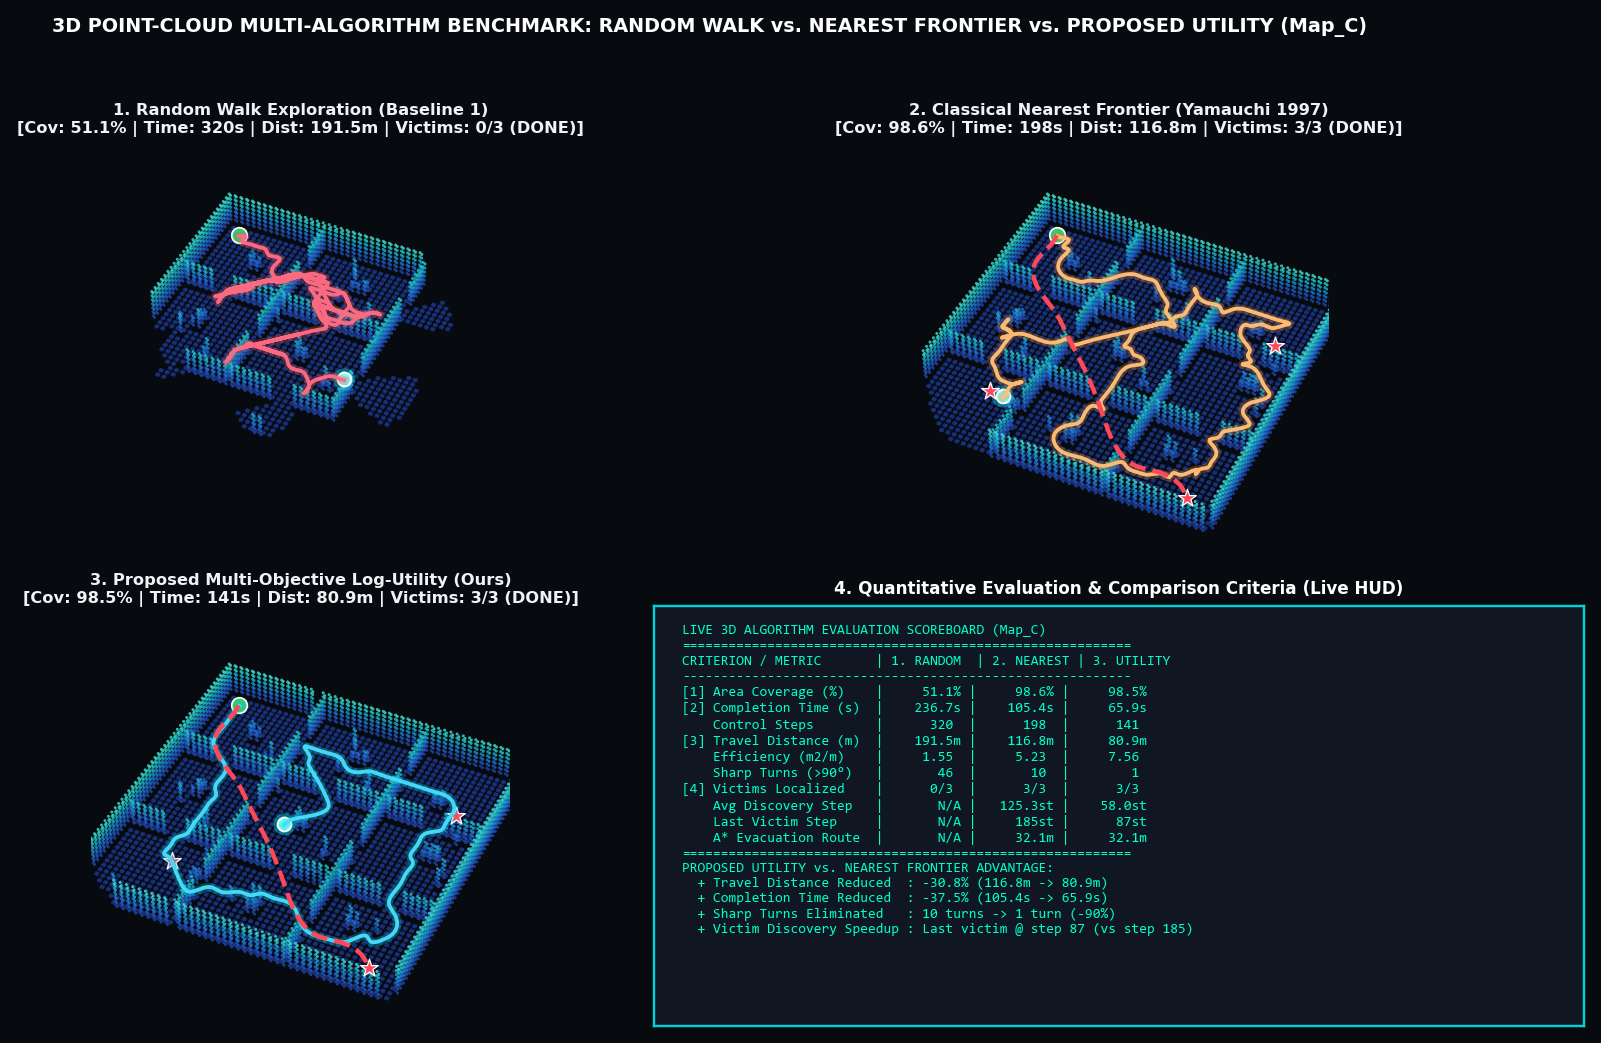 3D POINT-CLOUD MULTI-ALGORITHM BENCHMARK: RANDOM WALK vs. NEAREST FRONTIER vs. PROPOSED UTILITY (Map_C)
1. Random Walk Exploration (Baseline 1)
[Cov: 51.1% | Time: 320s | Dist: 191.5m | Victims: 0/3 (DONE)]
2. Classical Nearest Frontier (Yamauchi 1997)
[Cov: 98.6% | Time: 198s | Dist: 116.8m | Victims: 3/3 (DONE)]
3. Proposed Multi-Objective Log-Utility (Ours)
[Cov: 98.5% | Time: 141s | Dist: 80.9m | Victims: 3/3 (DONE)]
4. Quantitative Evaluation & Comparison Criteria (Live HUD)
LIVE 3D ALGORITHM EVALUATION SCOREBOARD (Map_C)
==========================================================
CRITERION / METRIC       | 1. RANDOM  | 2. NEAREST | 3. UTILITY
----------------------------------------------------------
[1] Area Coverage (%)    |     51.1% |     98.6% |     98.5%
[2] Completion Time (s)  |    236.7s |    105.4s |     65.9s
    Control Steps        |      320  |      198  |      141
[3] Travel Distance (m)  |    191.5m |    116.8m |     80.9m
    Efficiency (m2/m)    |     1.55  |     5.23  |     7.56
    Sharp Turns (>90°)   |       46  |       10  |        1
[4] Victims Localized    |      0/3  |      3/3  |      3/3
    Avg Discovery Step   |       N/A |   125.3st |    58.0st
    Last Victim Step     |       N/A |     185st |      87st
    A* Evacuation Route  |       N/A |     32.1m |     32.1m
==========================================================
PROPOSED UTILITY vs. NEAREST FRONTIER ADVANTAGE:
  + Travel Distance Reduced  : -30.8% (116.8m -> 80.9m)
  + Completion Time Reduced  : -37.5% (105.4s -> 65.9s)
  + Sharp Turns Eliminated   : 10 turns -> 1 turn (-90%)
  + Victim Discovery Speedup : Last victim @ step 87 (vs step 185)